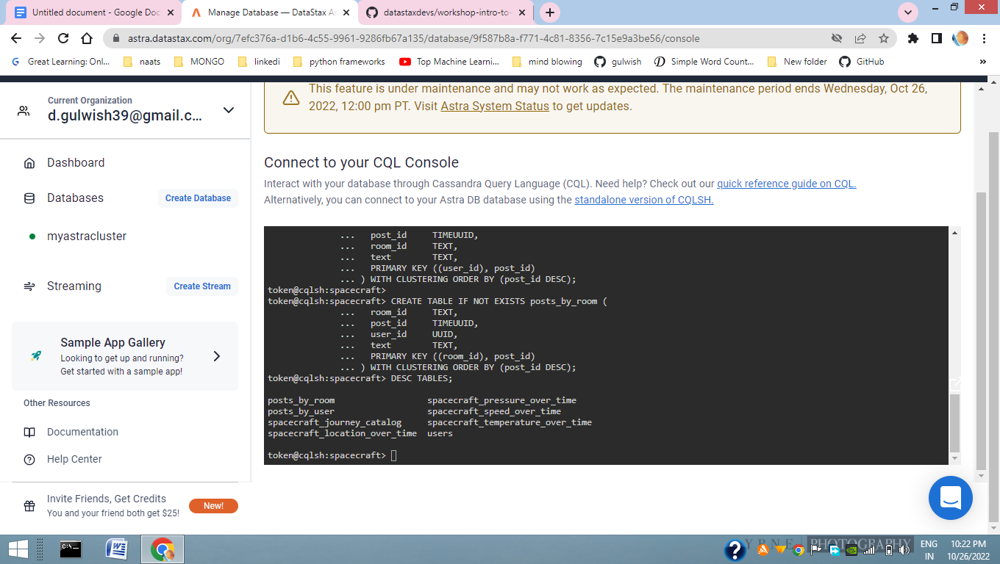 Untitled document - Google Doc
Manage Database — DataStax As
datastaxdevs/workshop-intro-to-
astra.datastax.com/org/7efc376a-d1b6-4c55-9961-9286fb67a135/database/9f587b8a-f771-4c81-8356-7c15e9a3be56/console
Great Learning: Onl...
naats
MONGO
linkedi
python frameworks
Top Machine Learni...
mind blowing
gulwish
Simple Word Count...
New folder
GitHub
»
Current Organization
d.gulwish39@gmail.c...
Dashboard
Databases
Create Database
myastracluster
Streaming
Create Stream
Sample App Gallery
Looking to get up and running?
Get started with a sample app!
Other Resources
Documentation
Help Center
Invite Friends, Get Credits
You and your friend both get $25!
New!
This feature is under maintenance and may not work as expected. The maintenance period ends Wednesday, Oct 26,
2022, 12:00 pm PT. Visit Astra System Status to get updates.
Connect to your CQL Console
Interact with your database through Cassandra Query Language (CQL). Need help? Check out our quick reference guide on CQL.
Alternatively, you can connect to your Astra DB database using the standalone version of CQLSH.
... post_id TIMEUUID,
... room_id TEXT,
... text TEXT,
... PRIMARY KEY ((user_id), post_id)
... ) WITH CLUSTERING ORDER BY (post_id DESC);
token@cqlsh:spacecraft>
token@cqlsh:spacecraft> CREATE TABLE IF NOT EXISTS posts_by_room (
... room_id TEXT,
... post_id TIMEUUID,
... user_id UUID,
... text TEXT,
... PRIMARY KEY ((room_id), post_id)
... ) WITH CLUSTERING ORDER BY (post_id DESC);
token@cqlsh:spacecraft> DESC TABLES;
posts_by_room spacecraft_pressure_over_time
posts_by_user spacecraft_speed_over_time
spacecraft_journey_catalog spacecraft_temperature_over_time
spacecraft_location_over_time users
token@cqlsh:spacecraft>
PHOTOGRAPHY
ENG
IN
10:22 PM
10/26/2022